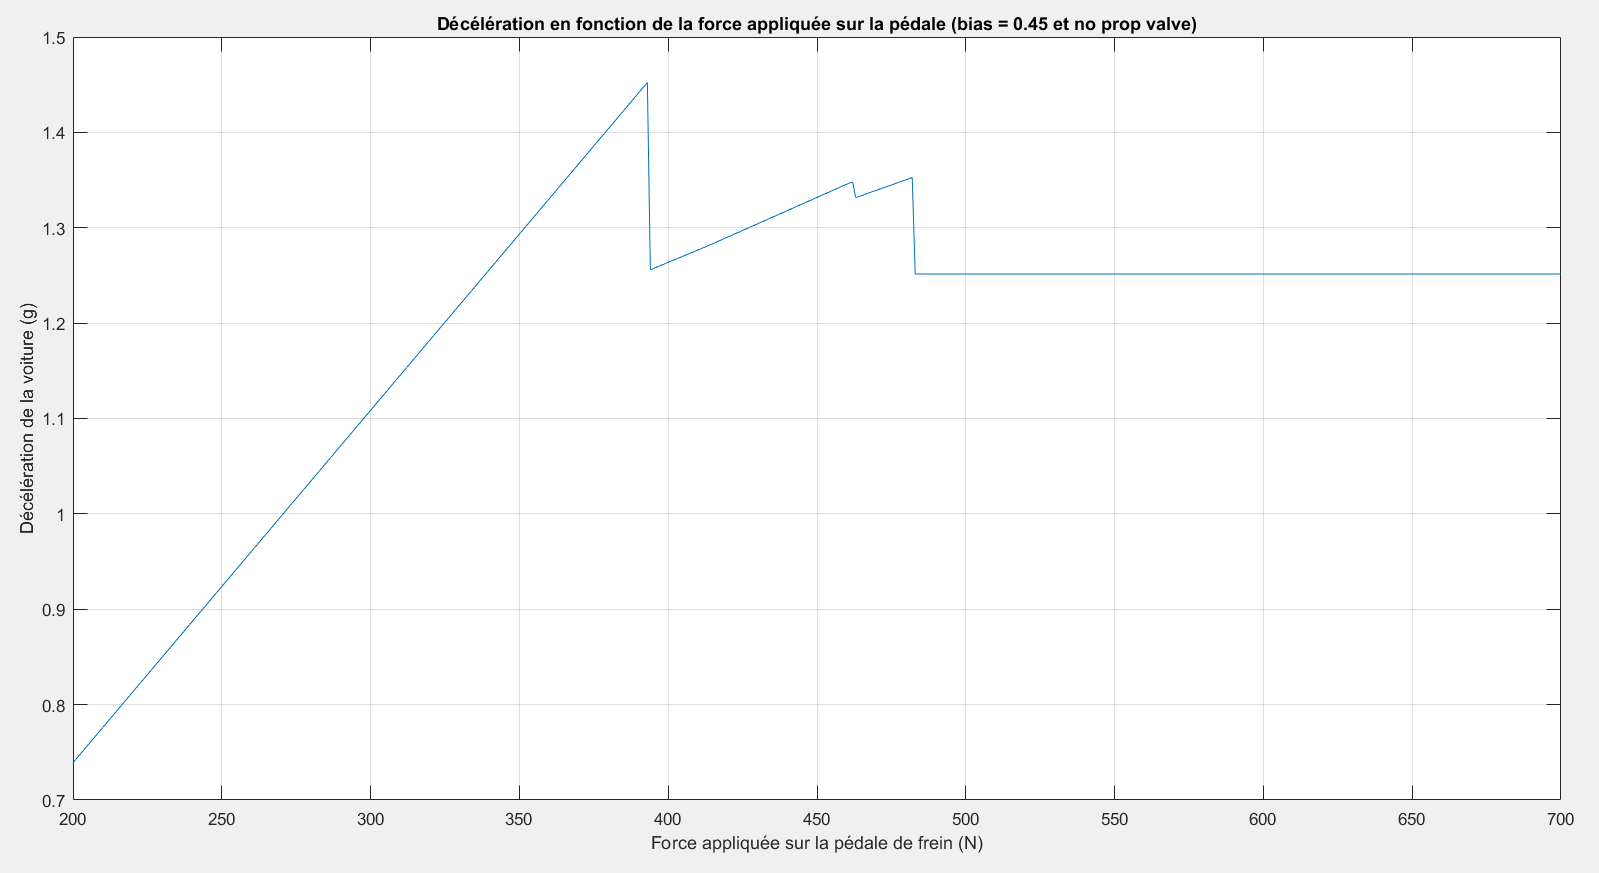 Décélération en fonction de la force appliquée sur la pédale (bias = 0.45 et no prop valve)
1.5
1.4
1.3
1.2
1.1
1
0.9
0.8
0.7
Décélération de la voiture (g)
200 250 300 350 400 450 500 550 600 650 700
Force appliquée sur la pédale de frein (N)